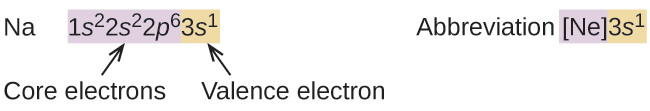 Na 1s²2s²2p⁶3s¹ Abbreviation [Ne]3s¹
Core electrons Valence electron